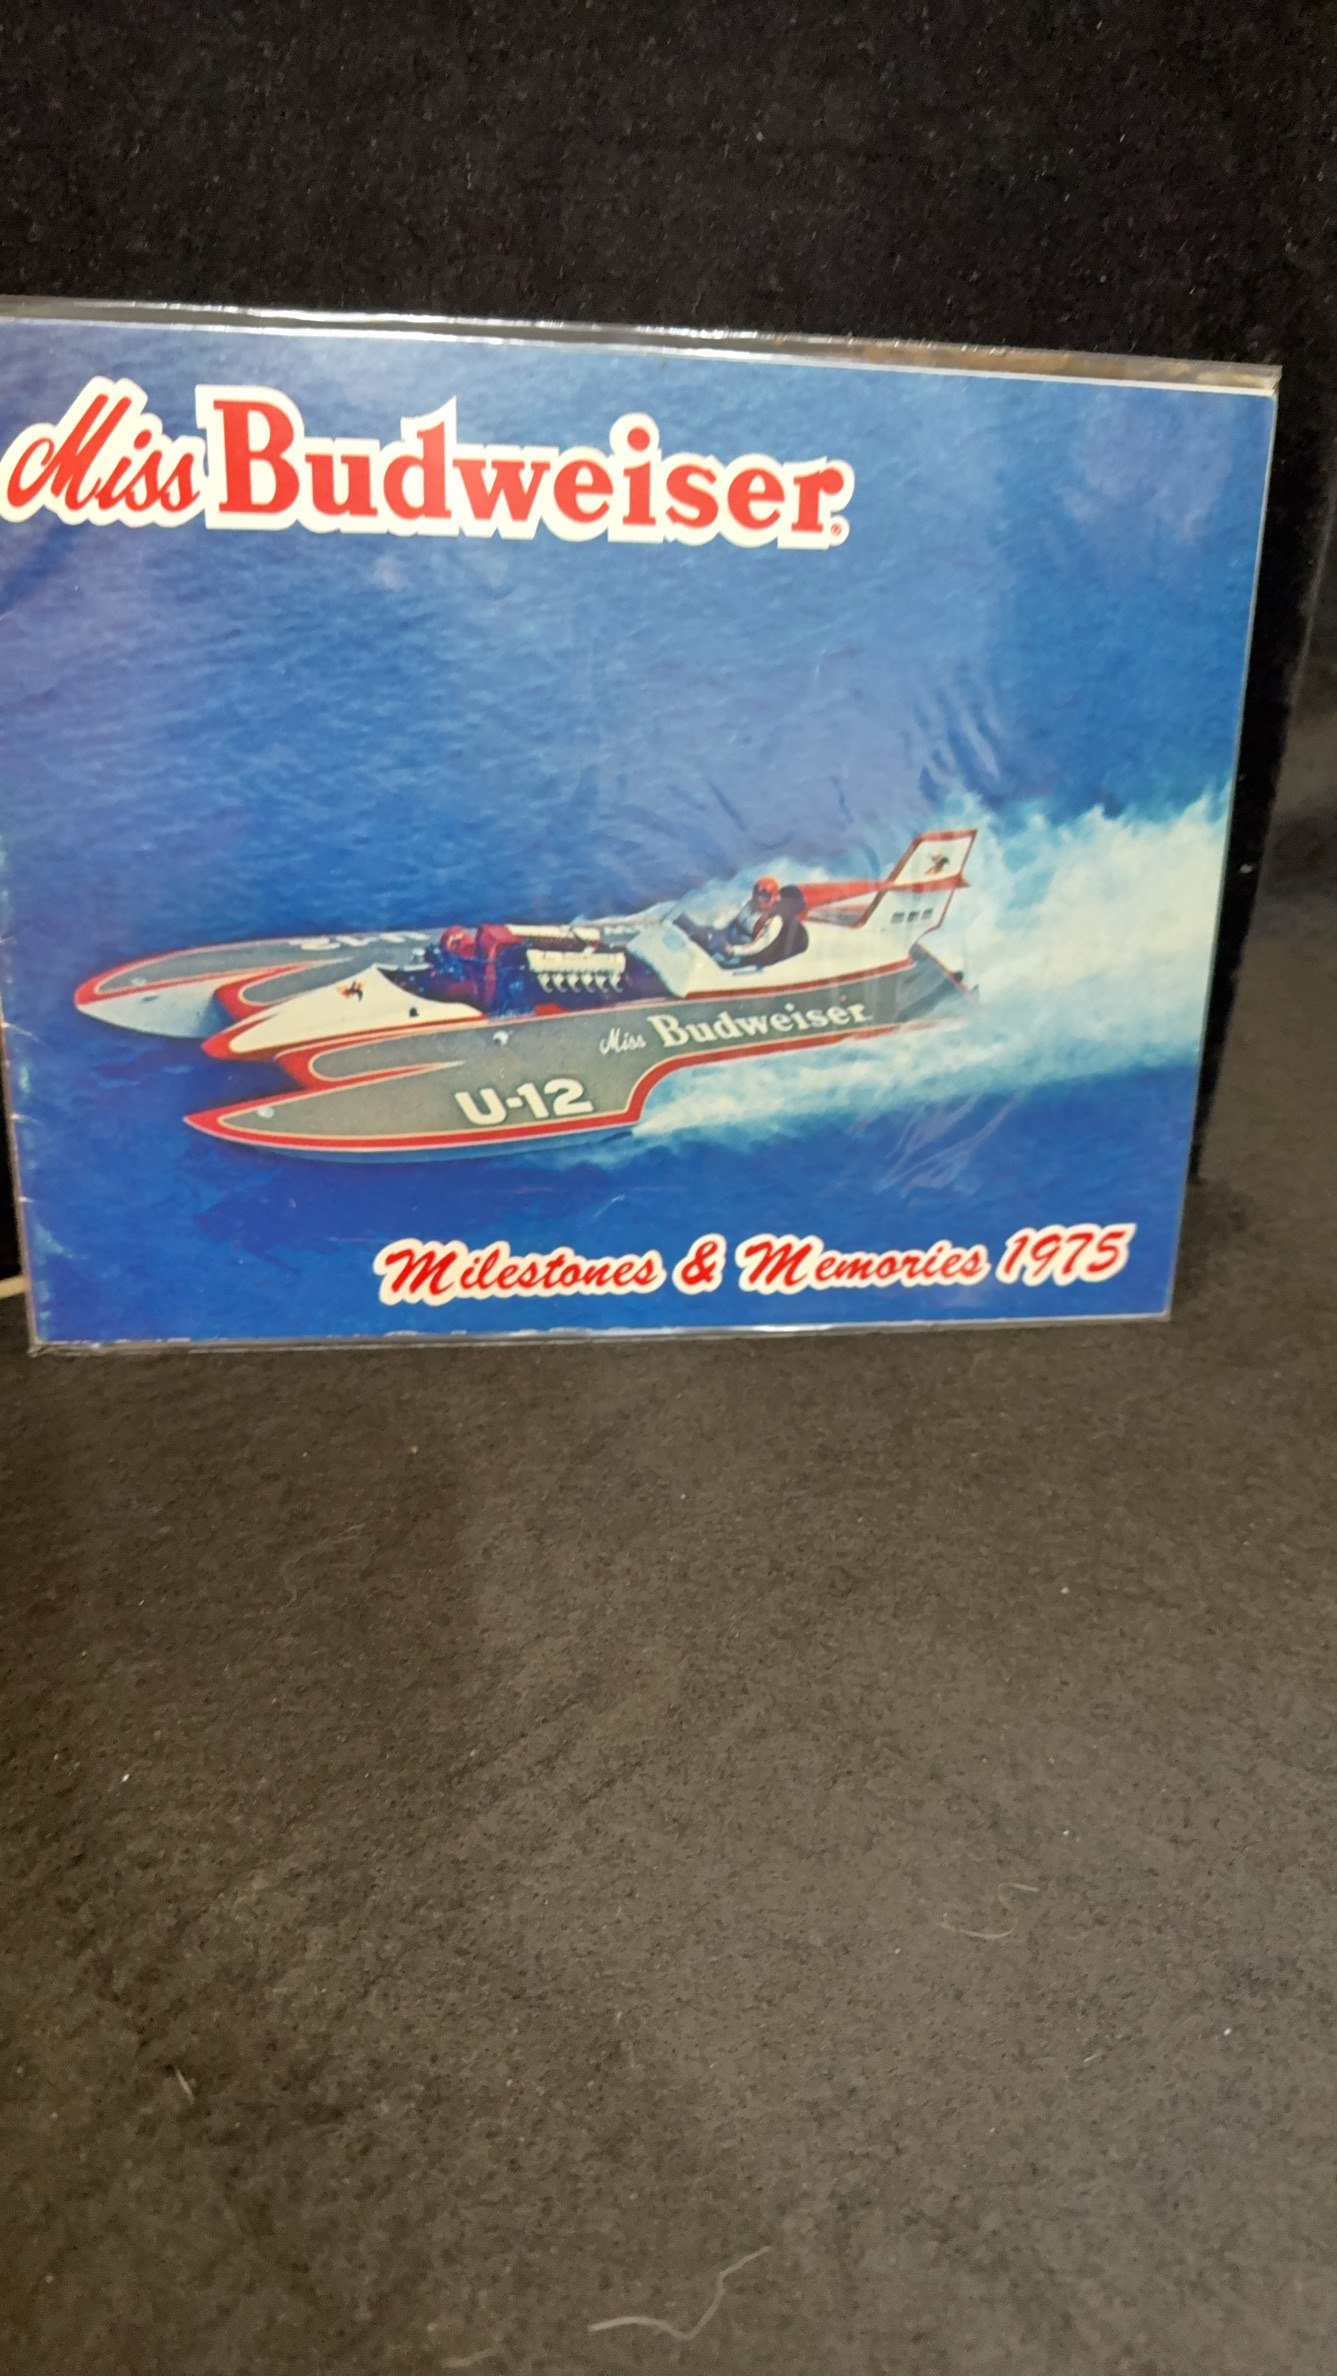 Miss Budweiser®
Miss Budweiser
U-12
Milestones & Memories 1975